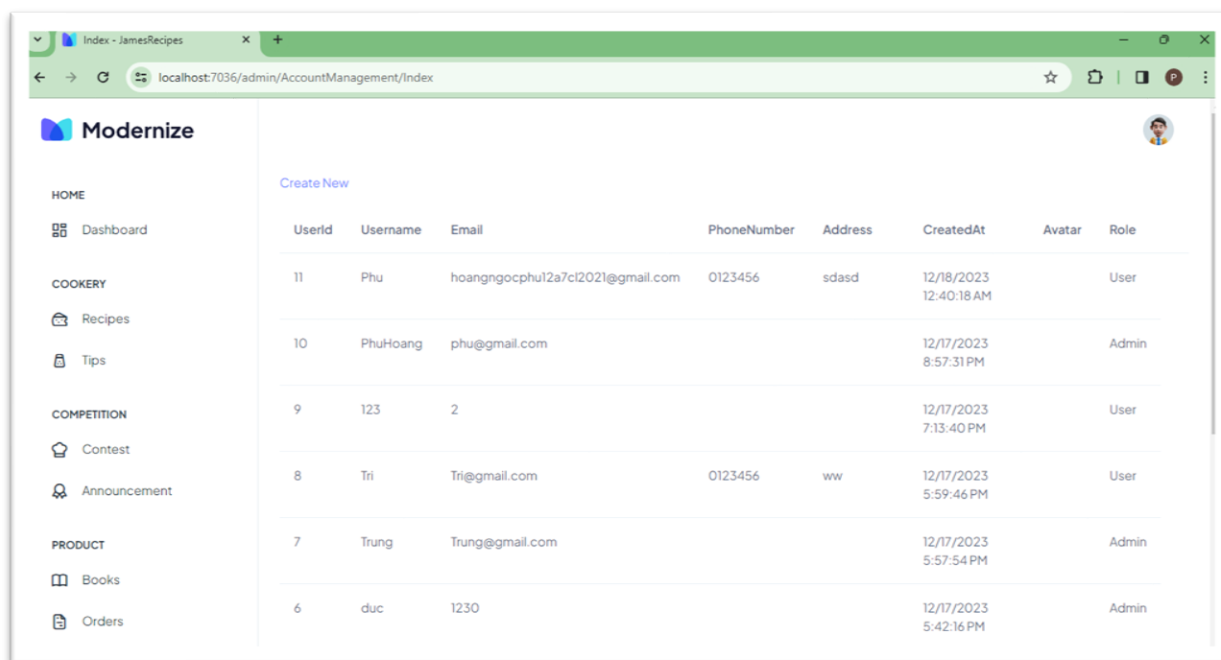 Index - JamesRecipes
localhost:7036/admin/AccountManagement/Index
P
Modernize
HOME
Dashboard
COOKERY
Recipes
Tips
COMPETITION
Contest
Announcement
PRODUCT
Books
Orders
Create New
UserId Username Email PhoneNumber Address CreatedAt Avatar Role
11 Phu hoangngocphu12a7cl2021@gmail.com 0123456 sdasd 12/18/2023 User
12:40:18 AM
10 PhuHoang phu@gmail.com 12/17/2023 Admin
8:57:31 PM
9 123 2 12/17/2023 User
7:13:40 PM
8 Tri Tri@gmail.com 0123456 ww 12/17/2023 User
5:59:46 PM
7 Trung Trung@gmail.com 12/17/2023 Admin
5:57:54 PM
6 duc 1230 12/17/2023 Admin
5:42:16 PM